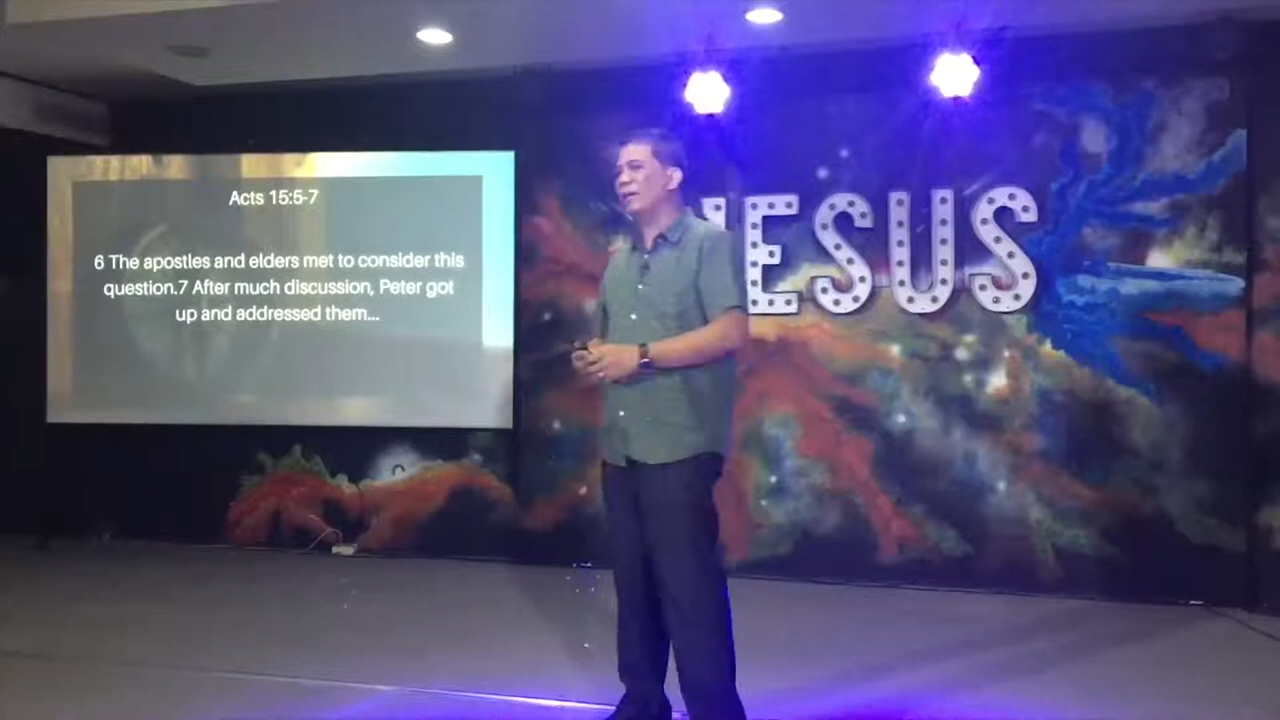 Acts 15:5-7
6 The apostles and elders met to consider this
question.7 After much discussion, Peter got
up and addressed them...
JESUS